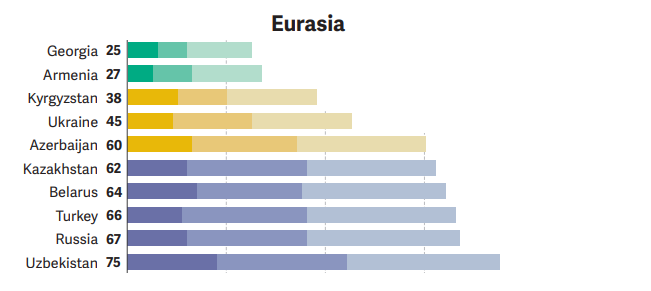 Eurasia
Georgia 25
Armenia 27
Kyrgyzstan 38
Ukraine 45
Azerbaijan 60
Kazakhstan 62
Belarus 64
Turkey 66
Russia 67
Uzbekistan 75